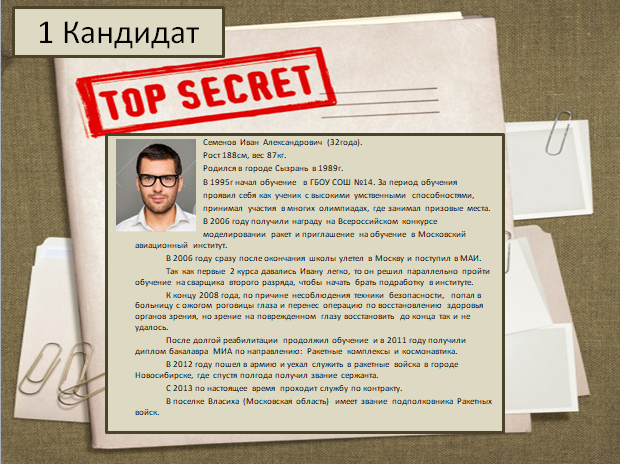 1 Кандидат
TOP SECRET
Семенов Иван Александрович (32года).
Рост 188см, вес 87кг.
Родился в городе Сызрань в 1989г.
В 1995г начал обучение в ГБОУ СОШ №14. За период обучения
проявил себя как ученик с высокими умственными способностями,
принимал участия в многих олимпиадах, где занимал призовые места.
В 2006 году получили награду на Всероссийском конкурсе
моделировании ракет и приглашение на обучение в Московский
авиационный институт.
В 2006 году сразу после окончания школы улетел в Москву и поступил в МАИ.
Так как первые 2 курса давались Ивану легко, то он решил параллельно пройти
обучение на сварщика второго разряда, чтобы начать брать подработку в институте.
К концу 2008 года, по причине несоблюдения техники безопасности, попал в
больницу с ожогом роговицы глаза и перенес операцию по восстановлению здоровья
органов зрения, но зрение на поврежденном глазу восстановить до конца так и не
удалось.
После долгой реабилитации продолжил обучение и в 2011 году получили
диплом бакалавра МИА по направлению: Ракетные комплексы и космонавтика.
В 2012 году пошел в армию и уехал служить в ракетные войска в городе
Новосибирске, где спустя полгода получил звание сержанта.
С 2013 по настоящее время проходит службу по контракту.
В поселке Власиха (Московская область) имеет звание подполковника Ракетных
войск.